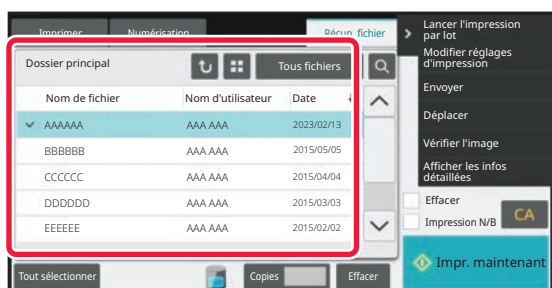 Imprimer Numérisation Récup. fichier
Dossier principal Tous fichiers
Nom de fichier Nom d'utilisateur Date
AAAAAA AAA AAA 2023/02/13
BBBBBB AAA AAA 2015/05/05
CCCCCC AAA AAA 2015/04/04
DDDDDD AAA AAA 2015/03/03
EEEEEE AAA AAA 2015/02/02
Tout sélectionner Copies Effacer
Lancer l'impression
par lot
Modifier réglages
d'impression
Envoyer
Déplacer
Vérifier l'image
Afficher les infos
détaillées
Effacer
Impression N/B CA
Impr. maintenant